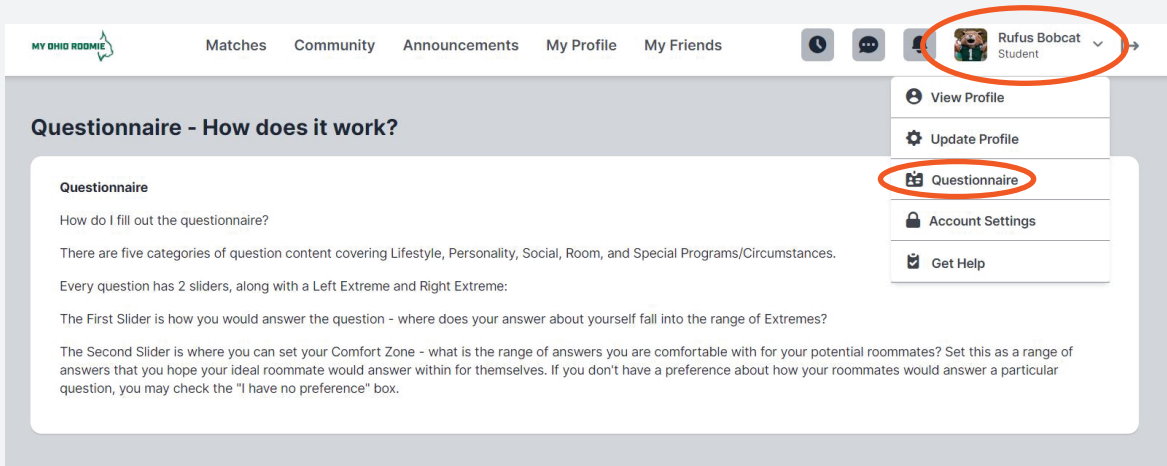 MY OHIO ROOMIE
Matches Community Announcements My Profile My Friends
Rufus Bobcat
Student
View Profile
Update Profile
Questionnaire
Account Settings
Get Help
Questionnaire - How does it work?
Questionnaire
How do I fill out the questionnaire?
There are five categories of question content covering Lifestyle, Personality, Social, Room, and Special Programs/Circumstances.
Every question has 2 sliders, along with a Left Extreme and Right Extreme:
The First Slider is how you would answer the question - where does your answer about yourself fall into the range of Extremes?
The Second Slider is where you can set your Comfort Zone - what is the range of answers you are comfortable with for your potential roommates? Set this as a range of
answers that you hope your ideal roommate would answer within for themselves. If you don't have a preference about how your roommates would answer a particular
question, you may check the "I have no preference" box.